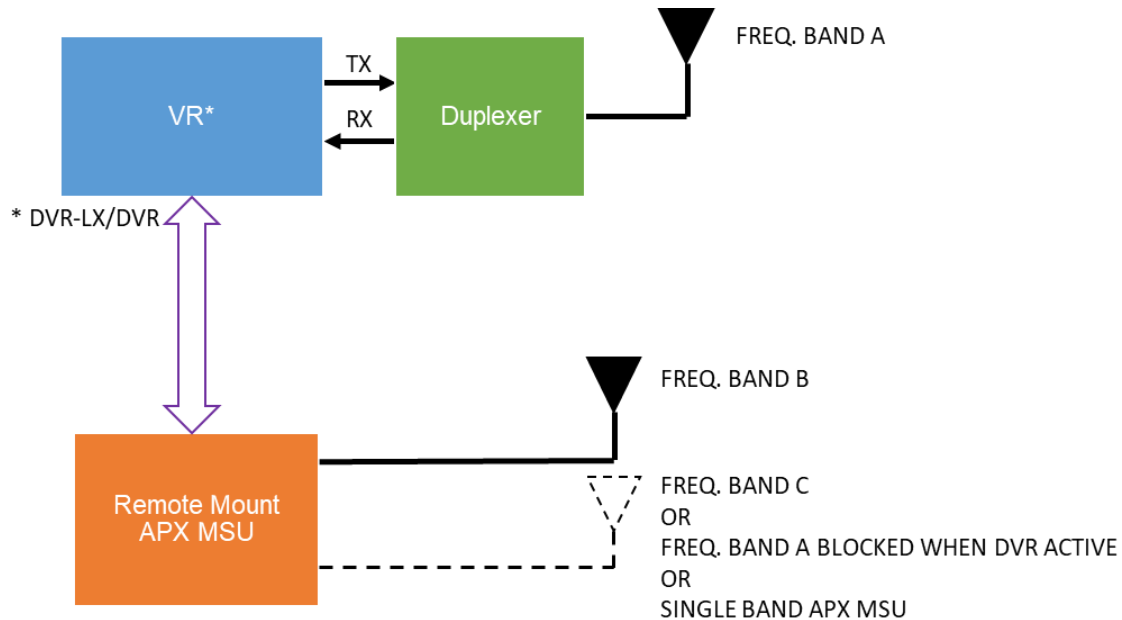 FREQ. BAND A
TX
VR*
RX
Duplexer
* DVR-LX/DVR
FREQ. BAND B
Remote Mount
APX MSU
FREQ. BAND C
OR
FREQ. BAND A BLOCKED WHEN DVR ACTIVE
OR
SINGLE BAND APX MSU